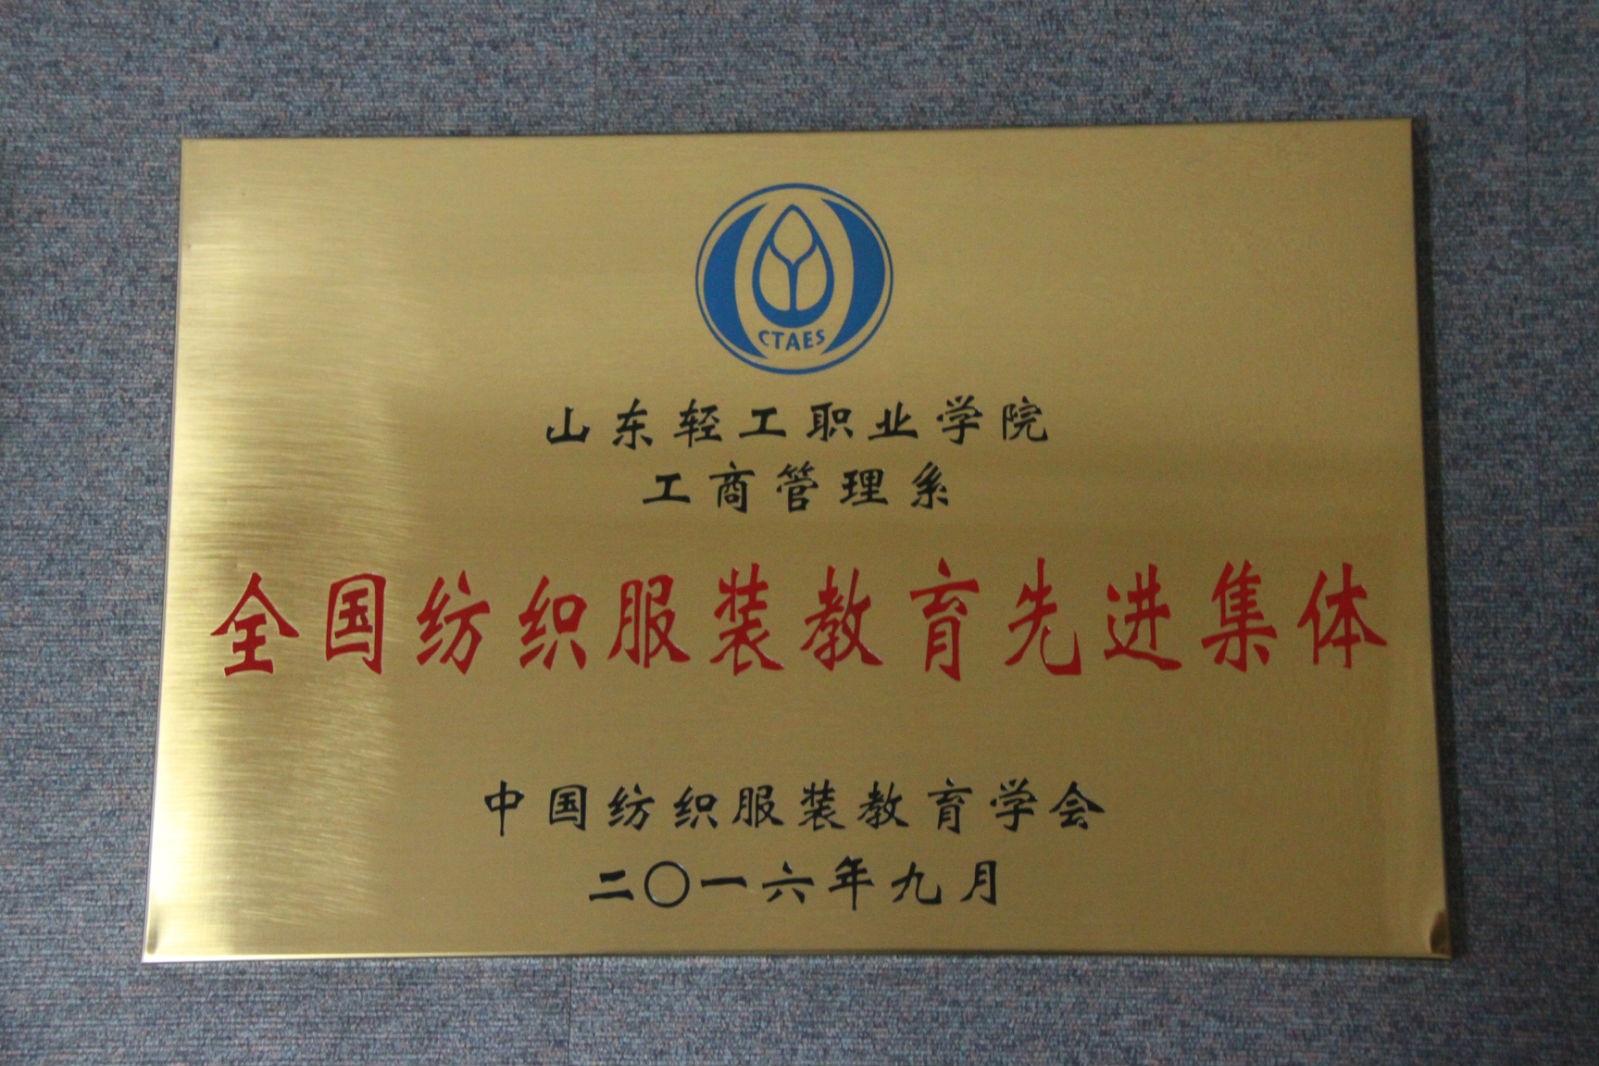 CTAES
山东轻工职业学院
工商管理系
全国纺织服装教育先进集体
中国纺织服装教育学会
二〇一六年九月